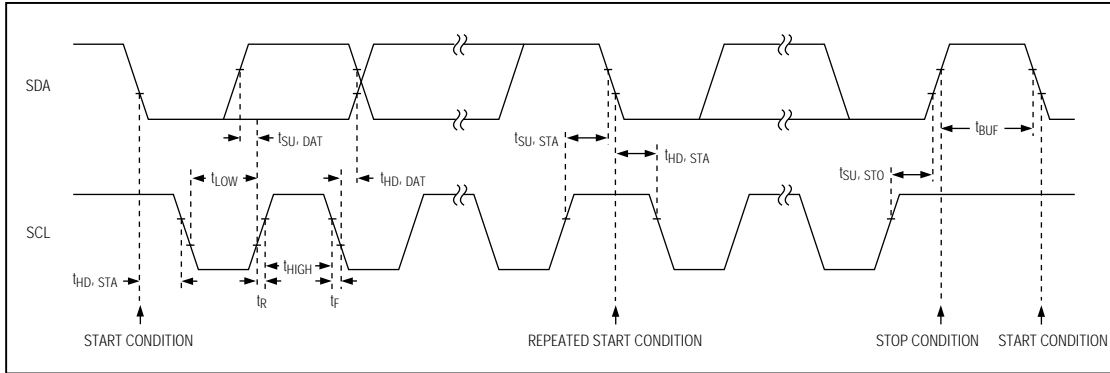 SDA
tSU, DAT
tSU, STA
tHD, STA
tBUF
tLOW
tHD, DAT
tSU, STO
SCL
tHD, STA
tHIGH
tR
tF
START CONDITION
REPEATED START CONDITION
STOP CONDITION
START CONDITION